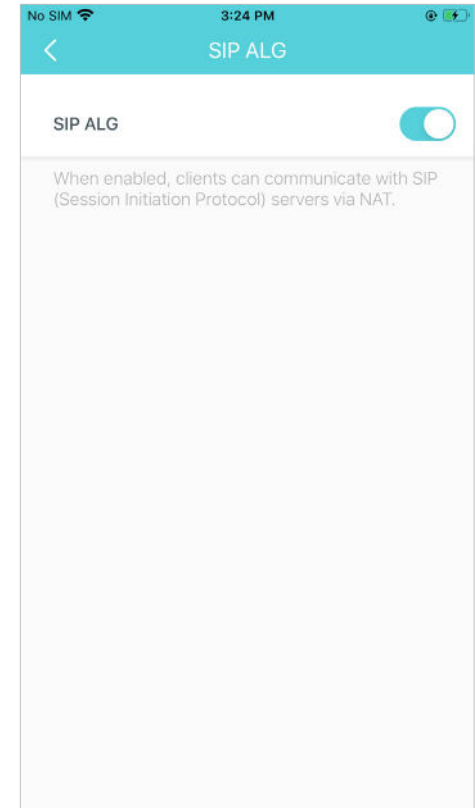 No SIM 3:24 PM
SIP ALG
SIP ALG
When enabled, clients can communicate with SIP
(Session Initiation Protocol) servers via NAT.